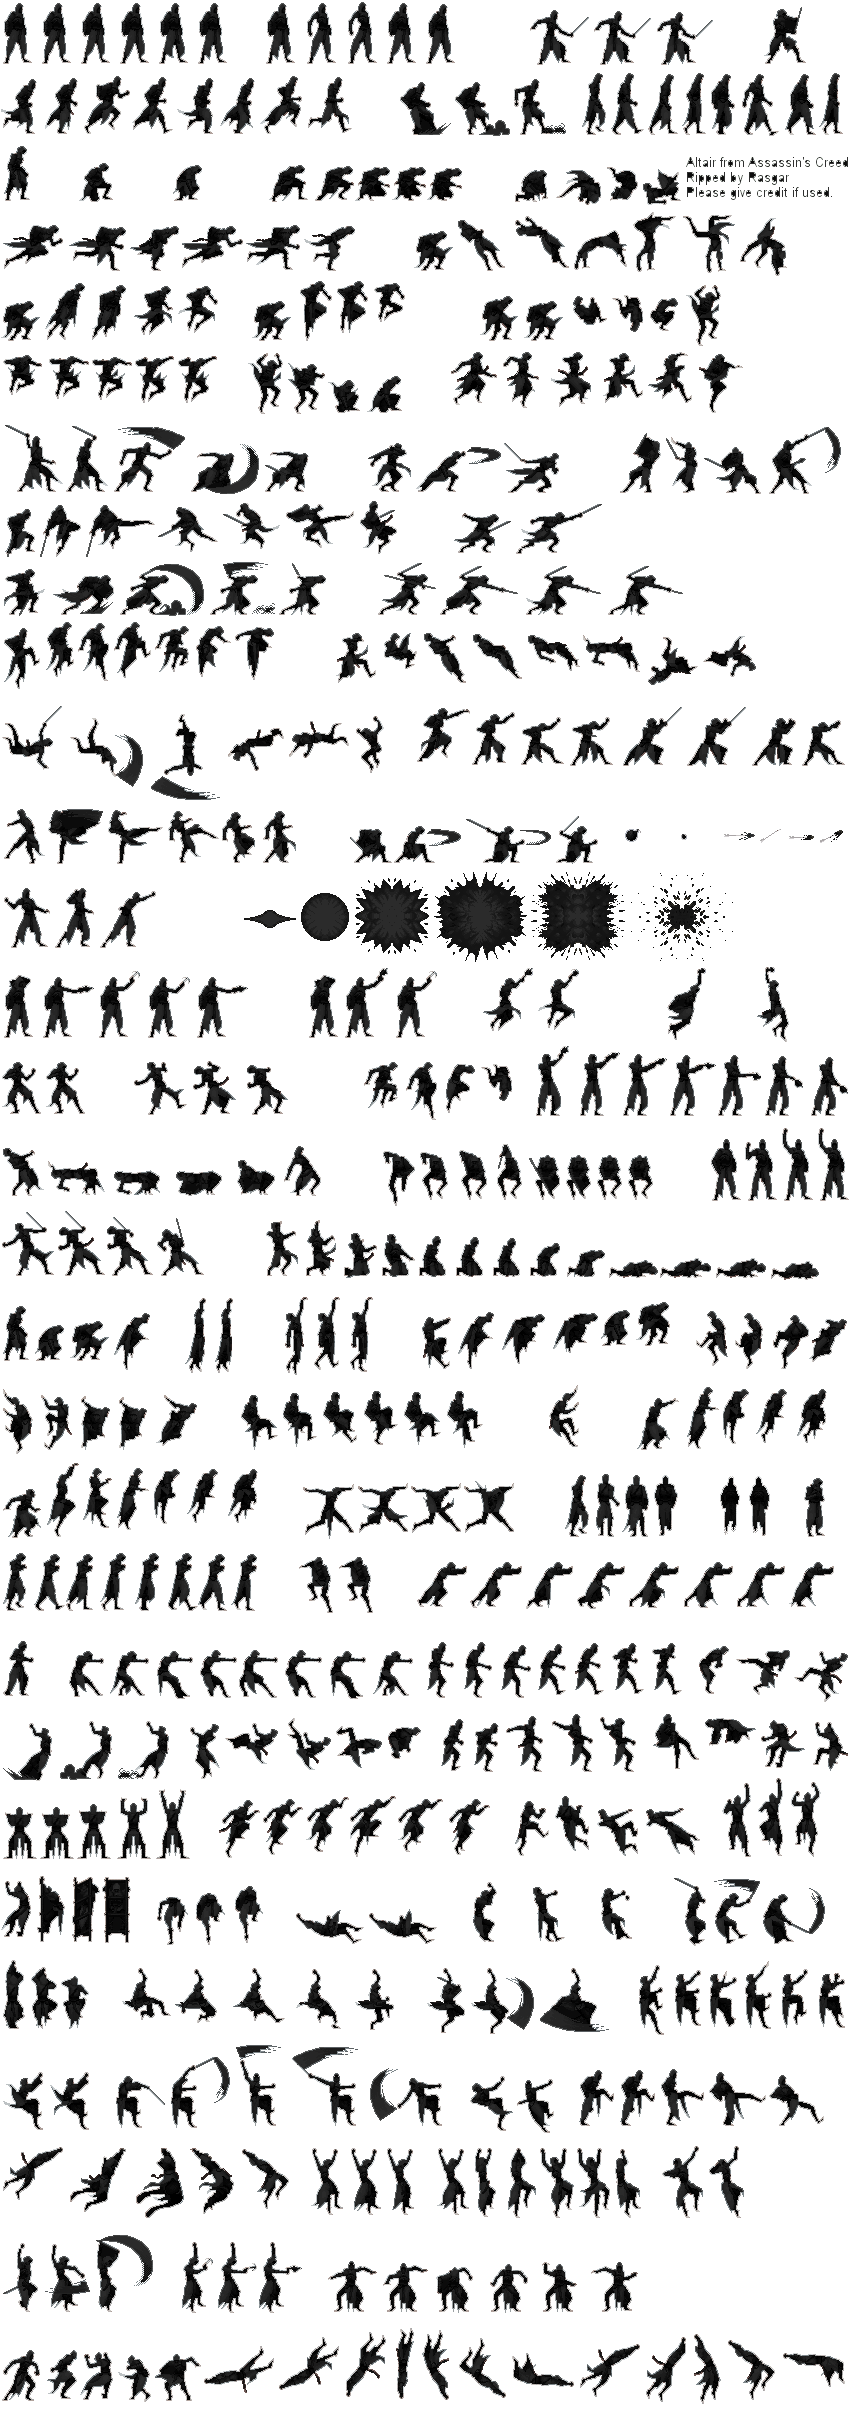 Altair from Assassin's Creed
Ripped by Rasgar
Please give credit if used.